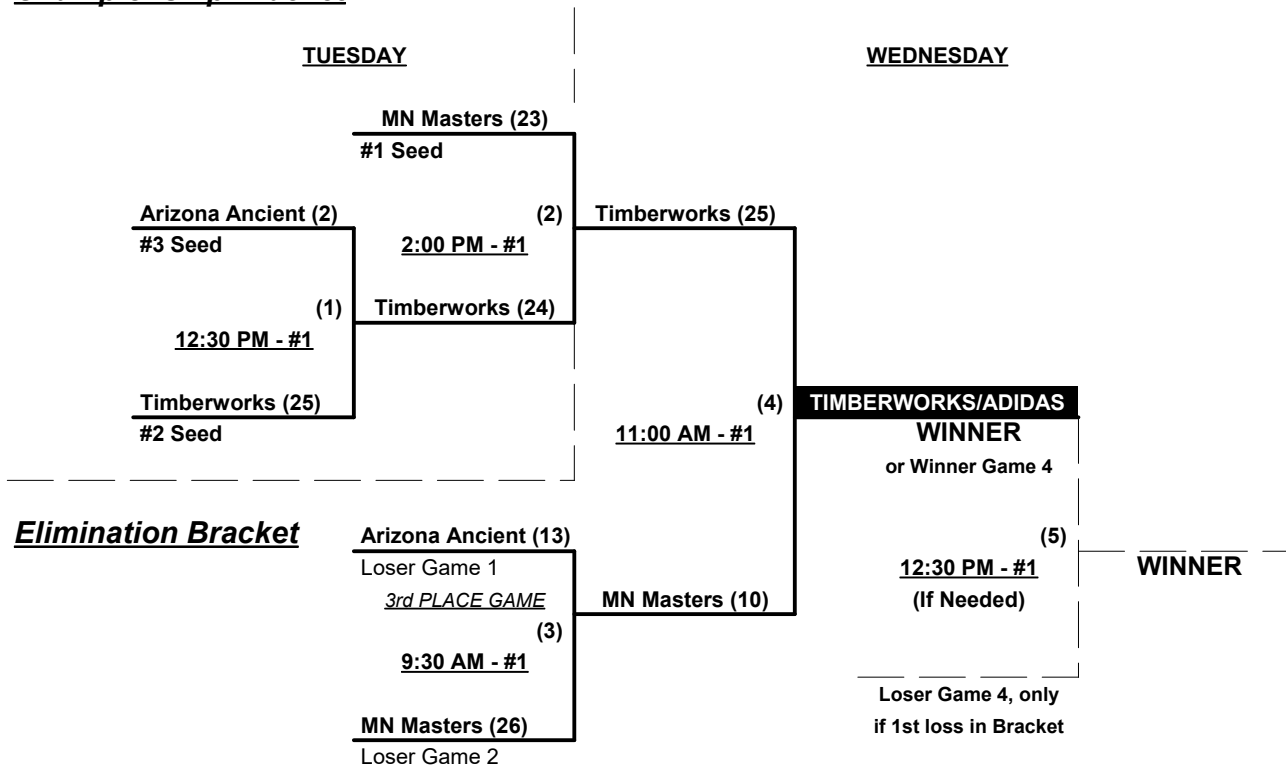 TUESDAY
WEDNESDAY
MN Masters (23)
#1 Seed
Arizona Ancient (2)
(2)
Timberworks (25)
#3 Seed
2:00 PM - #1
(1)
Timberworks (24)
12:30 PM - #1
Timberworks (25)
#2 Seed
(4)
TIMBERWORKS/ADIDAS
11:00 AM - #1
WINNER
or Winner Game 4
Elimination Bracket
Arizona Ancient (13)
Loser Game 1
3rd PLACE GAME
MN Masters (10)
(3)
9:30 AM - #1
MN Masters (26)
Loser Game 2
(5)
12:30 PM - #1
(If Needed)
WINNER
Loser Game 4, only
if 1st loss in Bracket